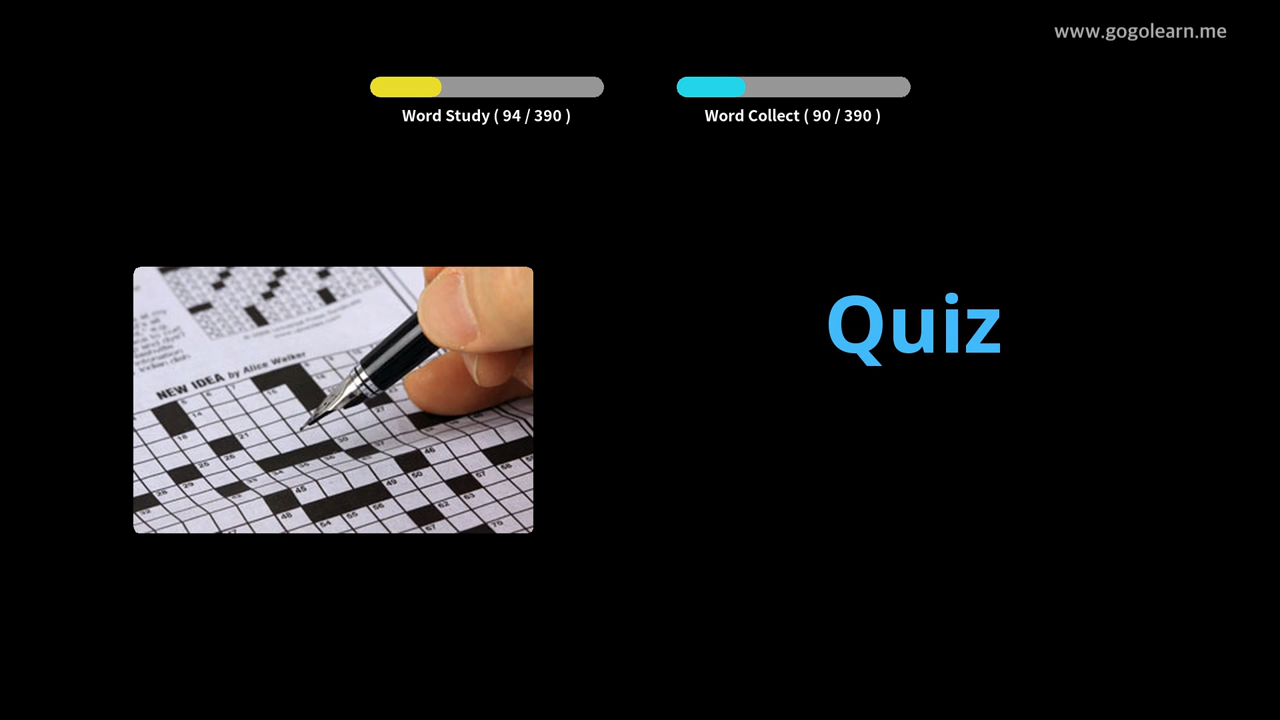 www.gogolearn.me
Word Study ( 94 / 390 )
Word Collect ( 90 / 390 )
Quiz
NEW IDEA by Alice Walker